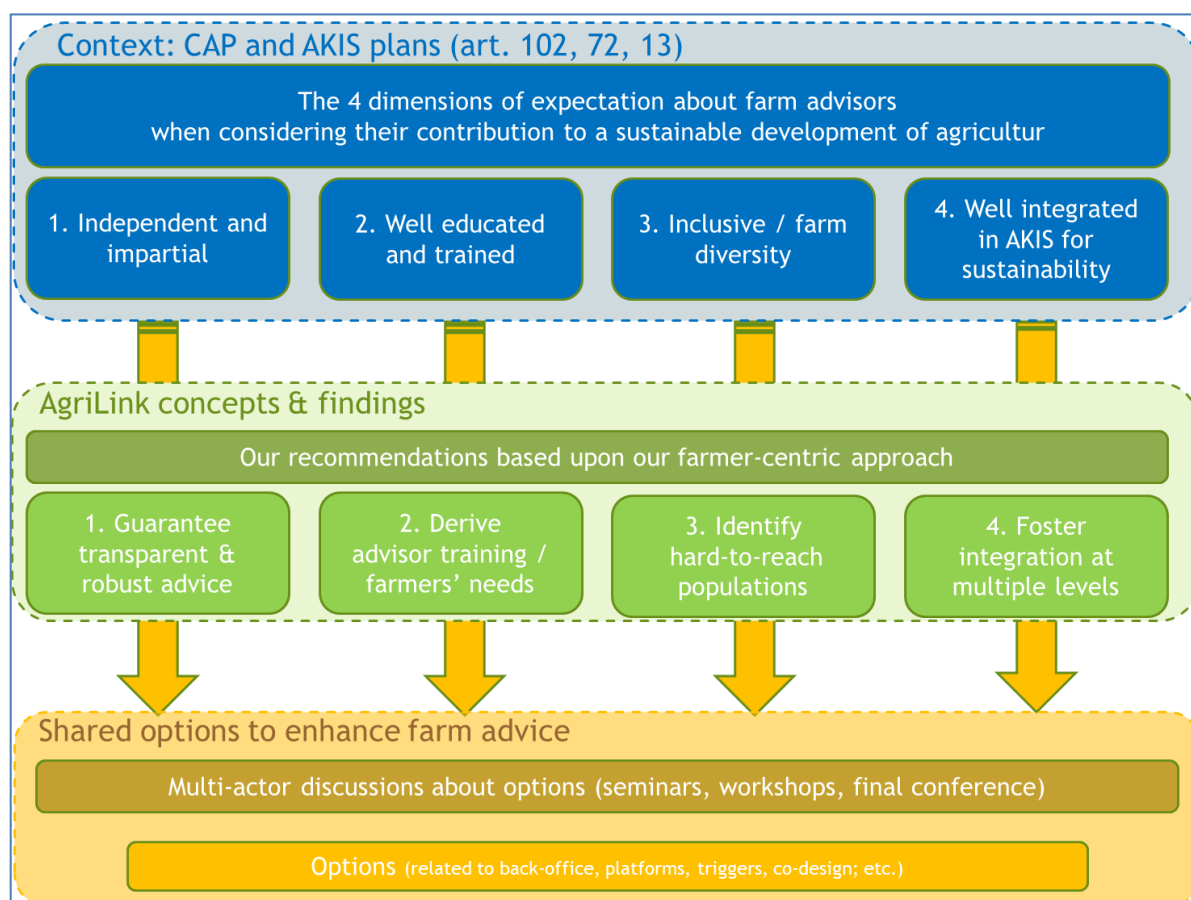 Context: CAP and AKIS plans (art. 102, 72, 13)
The 4 dimensions of expectation about farm advisors
when considering their contribution to a sustainable development of agricultur
1. Independent and
impartial
2. Well educated
and trained
3. Inclusive / farm
diversity
4. Well integrated
in AKIS for
sustainability
AgriLink concepts & findings
Our recommendations based upon our farmer-centric approach
1. Guarantee
transparent &
robust advice
2. Derive
advisor training /
farmers’ needs
3. Identify
hard-to-reach
populations
4. Foster
integration at
multiple levels
Shared options to enhance farm advice
Multi-actor discussions about options (seminars, workshops, final conference)
Options (related to back-office, platforms, triggers, co-design; etc.)